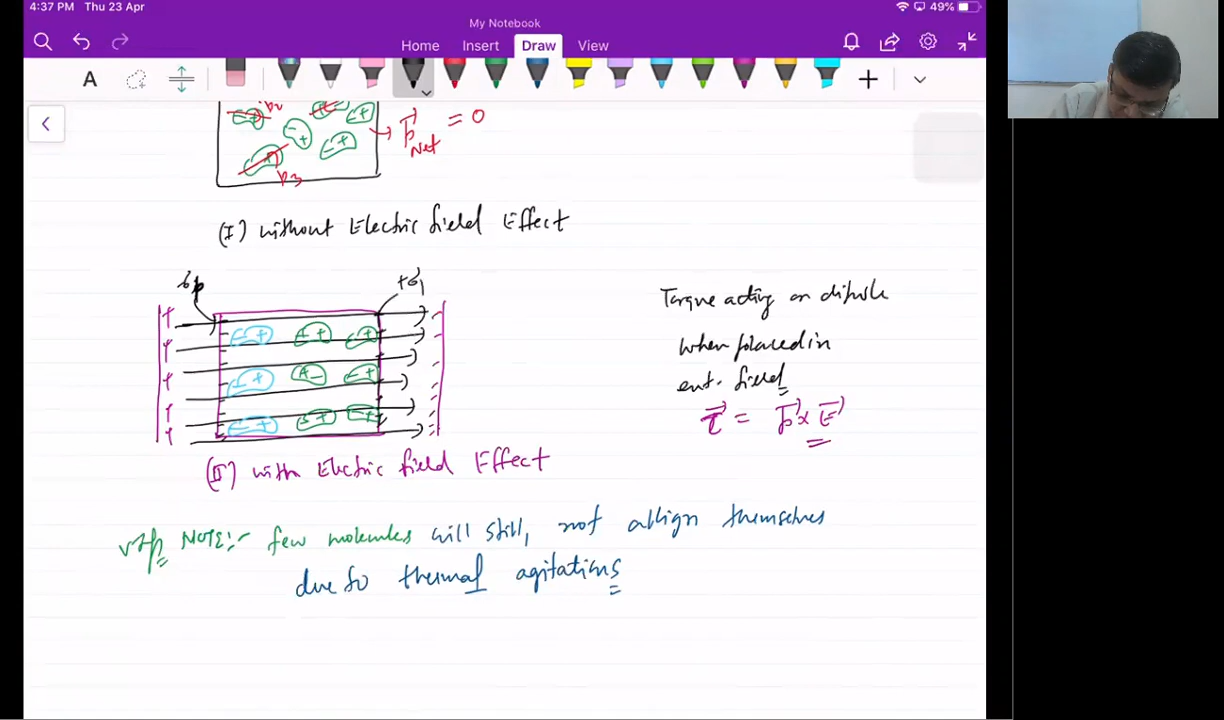 4:37 PM Thu 23 Apr
49%
My Notebook
Home Insert Draw View
A
P⃗Net = 0
p3
(I) without Electric field Effect
(II) with Electric field Effect
Torque acting on dipole
when placed in
ext. field
τ⃗ = p⃗ x E⃗
NOTE:- few molecules will still, not allign themselves
due to thermal agitations